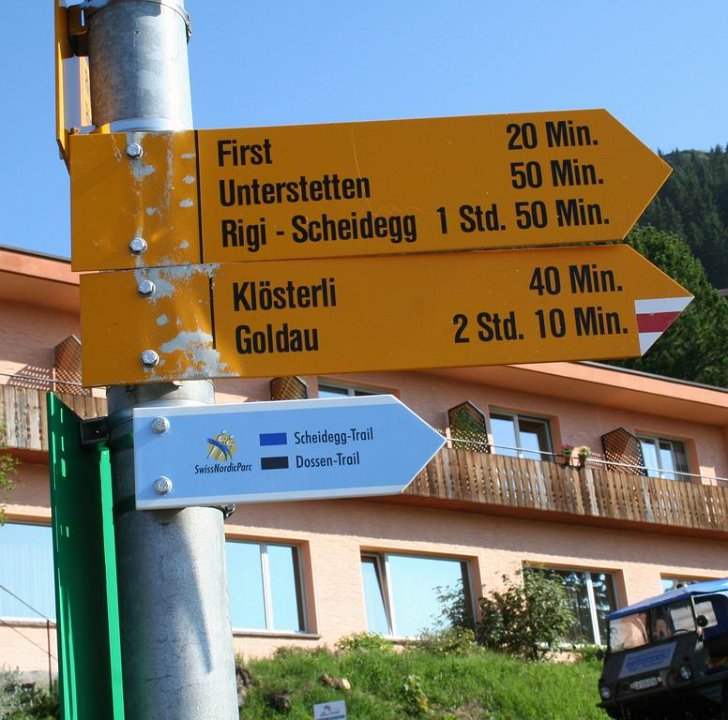 First 20 Min.
Unterstetten 50 Min.
Rigi - Scheidegg 1 Std. 50 Min.
Klösterli 40 Min.
Goldau 2 Std. 10 Min.
SwissNordicParc
Scheidegg-Trail
Dossen-Trail